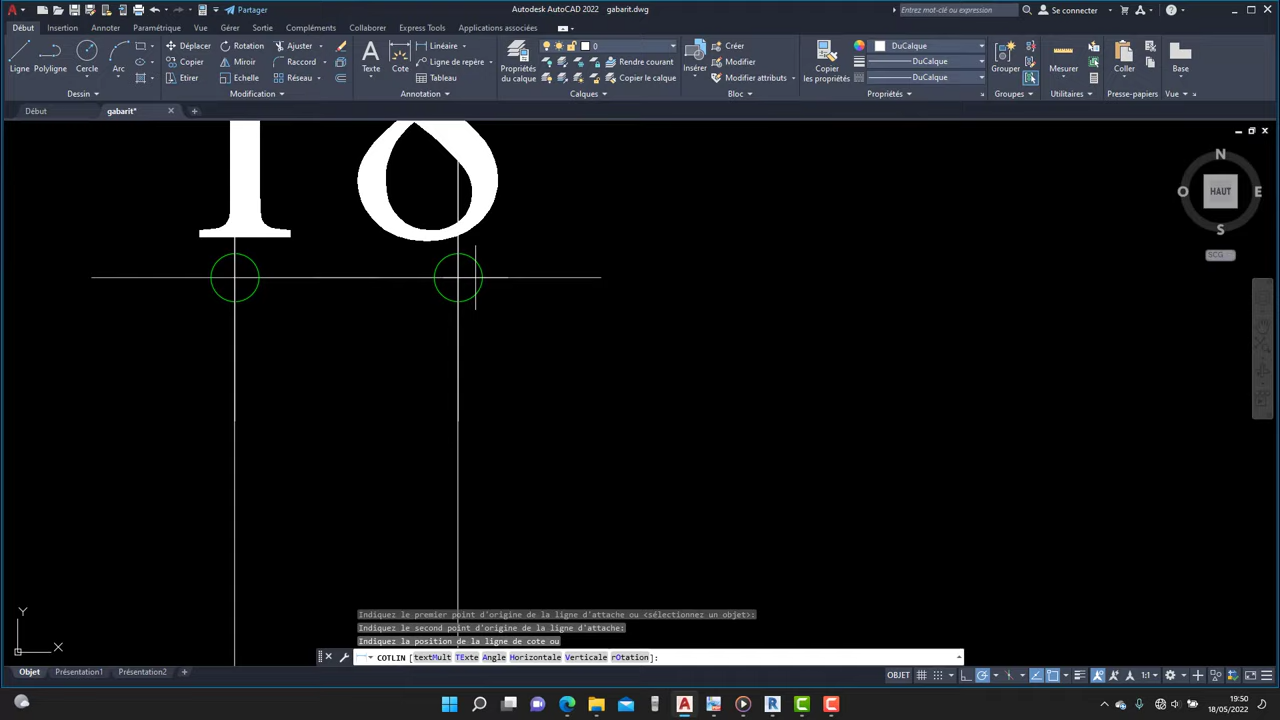 Partager
Autodesk AutoCAD 2022 gabarit.dwg
Entrez mot-clé ou expression
Se connecter
Début Insertion Annoter Paramétrique Vue Gérer Sortie Compléments Collaborer Express Tools Applications associées
Ligne Polyligne Cercle Arc
Déplacer Rotation Ajuster
Copier Miroir Raccord
Etirer Echelle Réseau
Texte Cote
Linéaire
Ligne de repère
Tableau
Propriétés du calque
0
Rendre courant
Copier le calque
Insérer
Créer
Modifier
Modifier attributs
Copier les propriétés
DuCalque
DuCalque
DuCalque
Grouper
Mesurer
Coller
Base
Dessin Modification Annotation Calques Bloc Propriétés Groupes Utilitaires Presse-papiers Vue
Début gabarit*
18
N
O HAUT E
S
SCG
Y
X
Indiquez le premier point d'origine de la ligne d'attache ou <sélectionnez un objet>:
Indiquez le second point d'origine de la ligne d'attache:
Indiquez la position de la ligne de cote ou
COTLIN [textMult TExte Angle Horizontale Verticale rOtation]:
Objet Présentation1 Présentation2
OBJET
1:1
19:50
18/05/2022